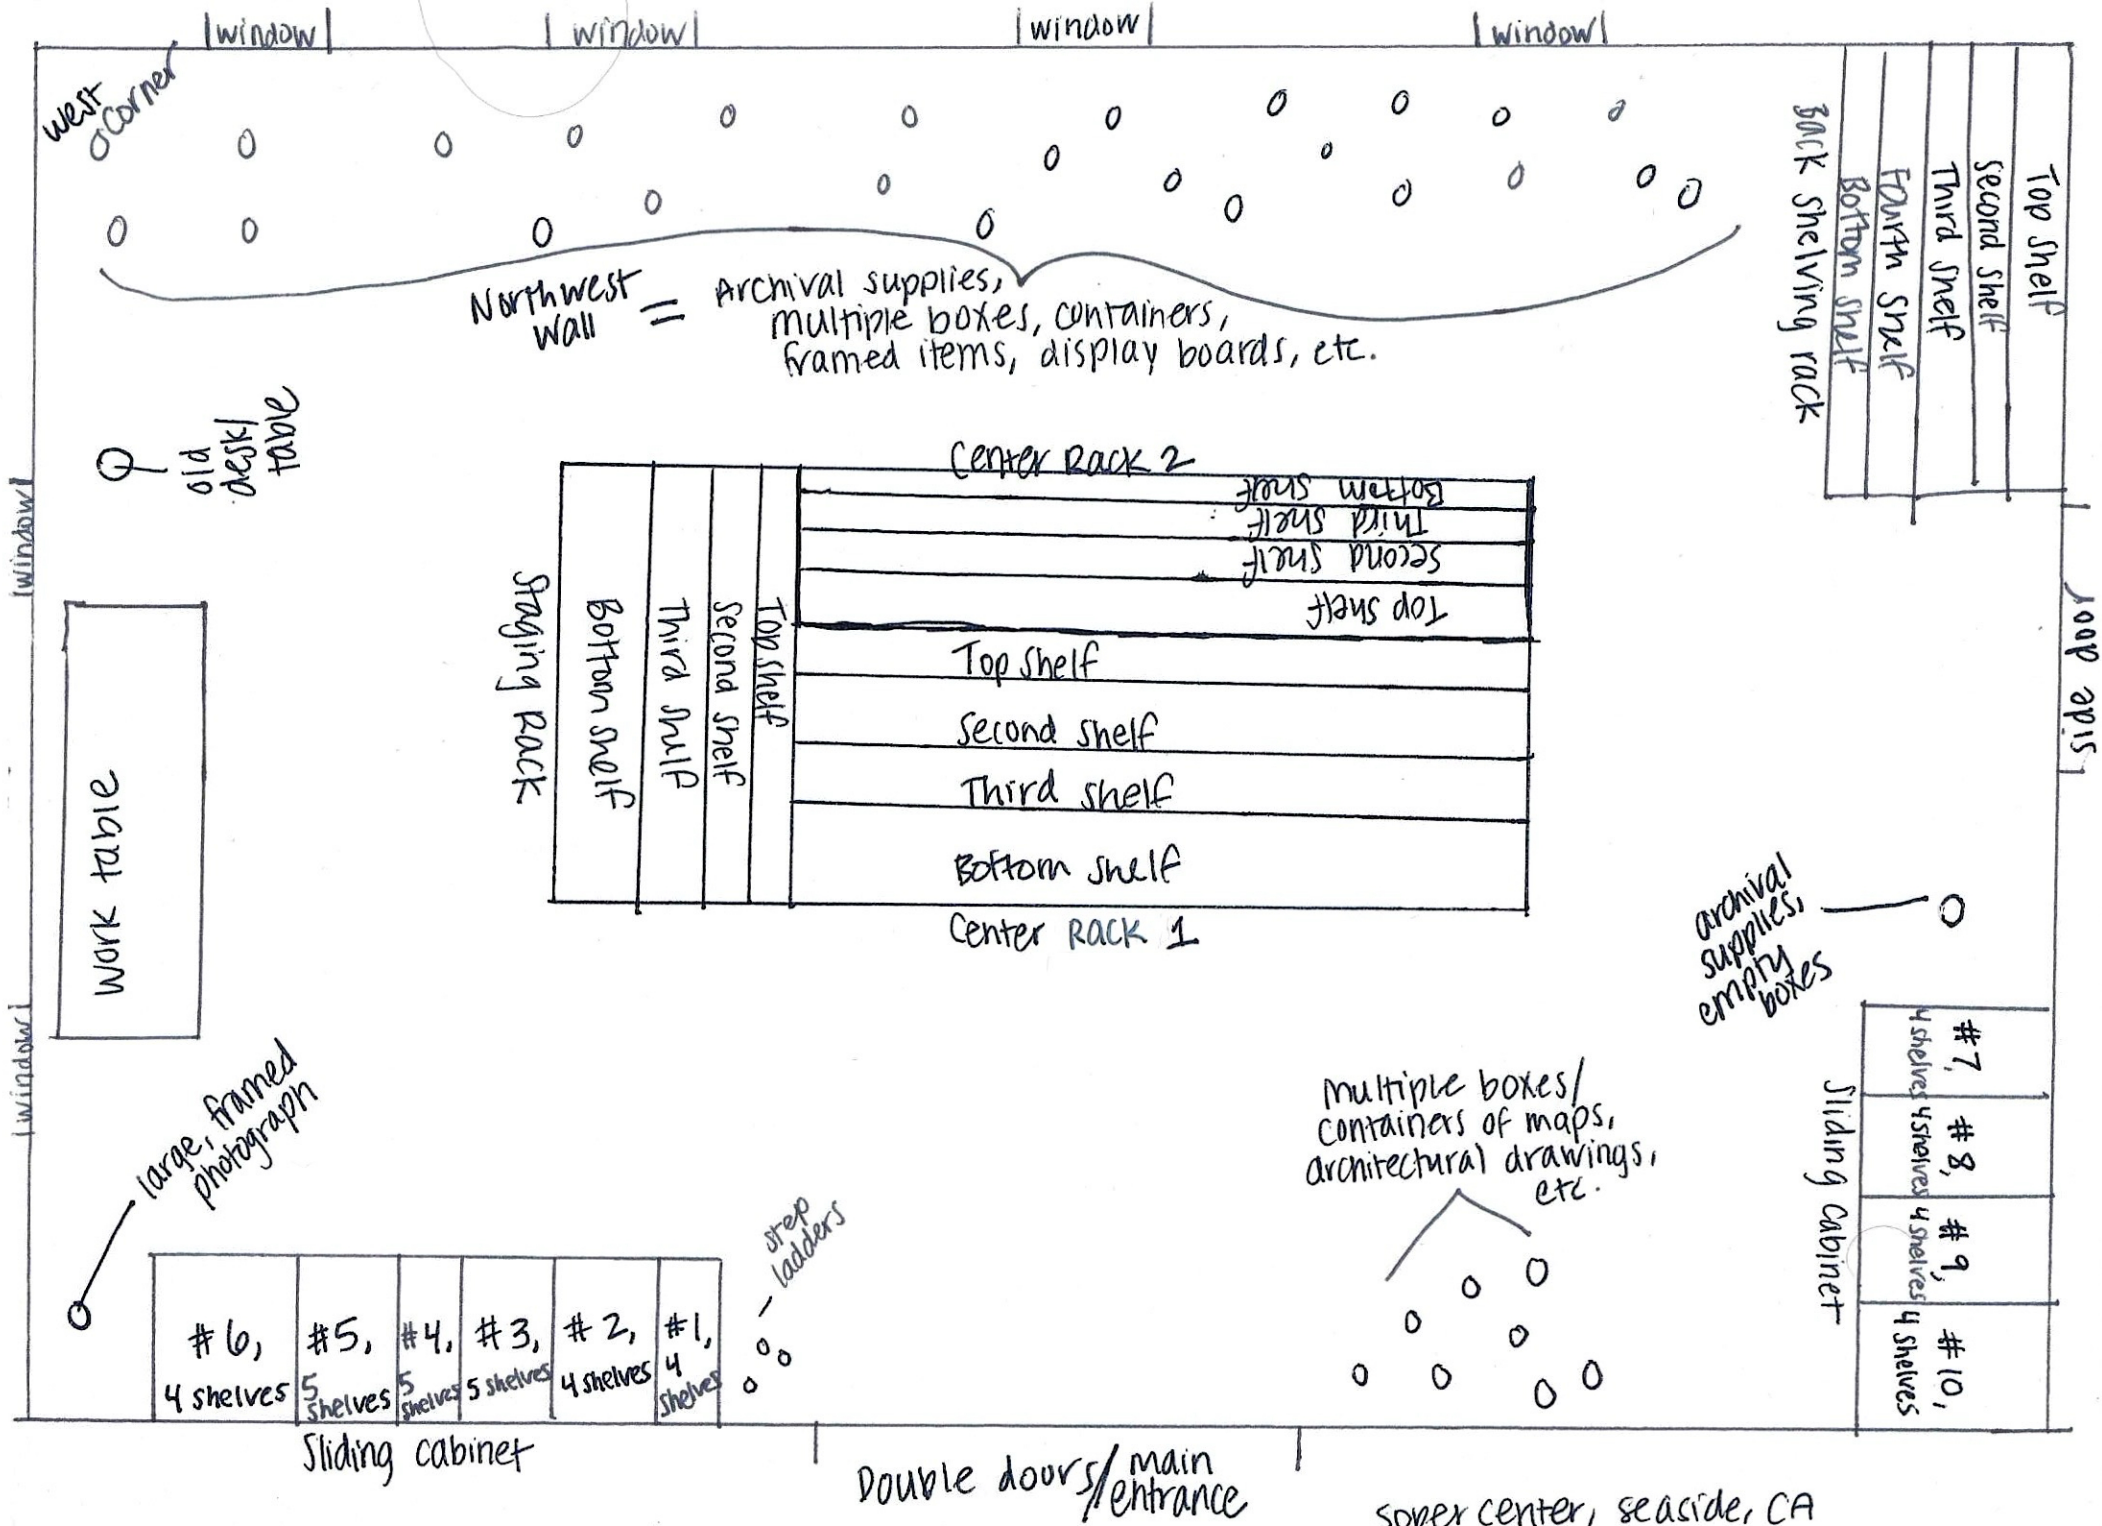 window
window
window
window
West
Corner
Northwest
Wall
=
Archival supplies,
multiple boxes, containers,
framed items, display boards, etc.
Back Shelving rack
Bottom shelf
Fourth shelf
Third shelf
Second shelf
Top shelf
old
desk/
table
window
Center Rack 2
Bottom shelf
Third shelf
Second shelf
Top shelf
Top shelf
Second shelf
Third shelf
Bottom shelf
Center Rack 1
Staging Rack
Bottom shelf
Third shelf
Second shelf
Top shelf
side door
work table
window
archival
supplies,
empty
boxes
large, framed
photograph
multiple boxes/
containers of maps,
architectural drawings,
etc.
Sliding cabinet
#7,
4 shelves
#8,
4 shelves
#9,
4 shelves
#10,
4 shelves
step
ladders
#6,
4 shelves
#5,
5 shelves
#4,
5 shelves
#3,
5 shelves
#2,
4 shelves
#1,
4 shelves
Sliding cabinet
Double doors/main
entrance
soper center, seaside, CA